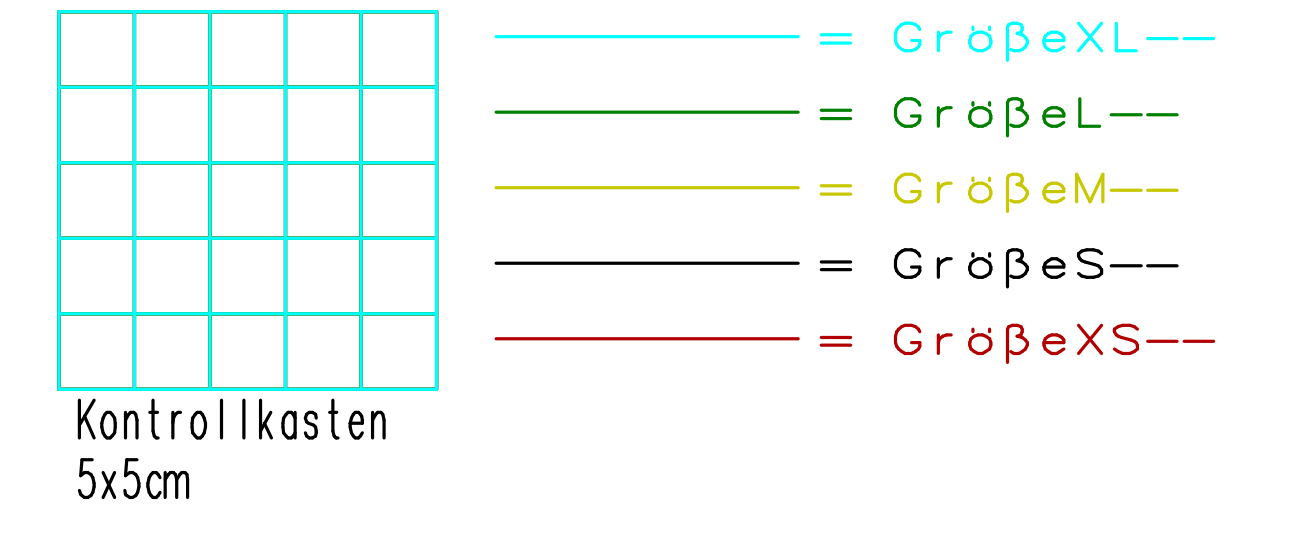 = GrößeXL——
= GrößeL——
= GrößeM——
= GrößeS——
= GrößeXS——
Kontrollkasten
5x5cm